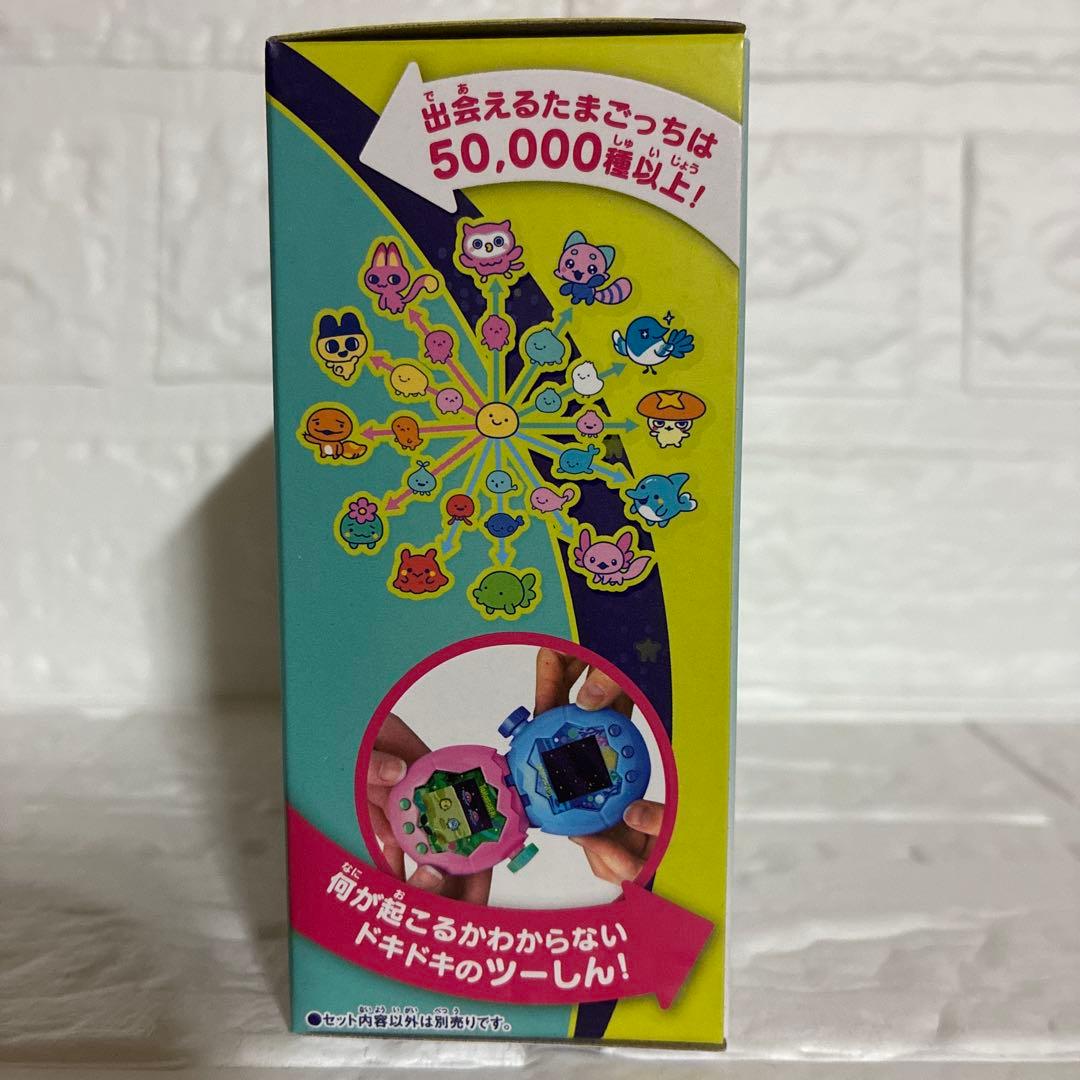 出会えるたまごっちは
50,000種以上!
何が起こるかわからない
ドキドキのツーしん!
●セット内容以外は別売りです。